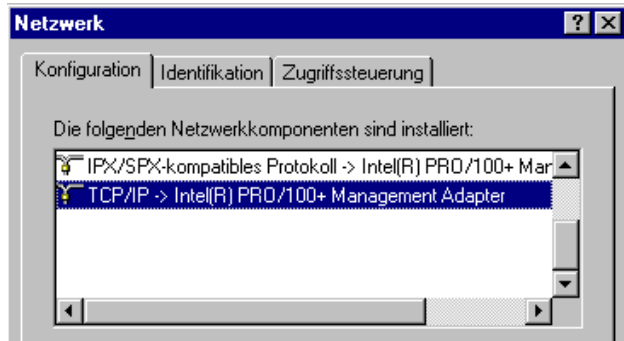 Netzwerk
Konfiguration Identifikation Zugriffssteuerung
Die folgenden Netzwerkkomponenten sind installiert:
IPX/SPX-kompatibles Protokoll -> Intel(R) PRO/100+ Mar
TCP/IP -> Intel(R) PRO/100+ Management Adapter